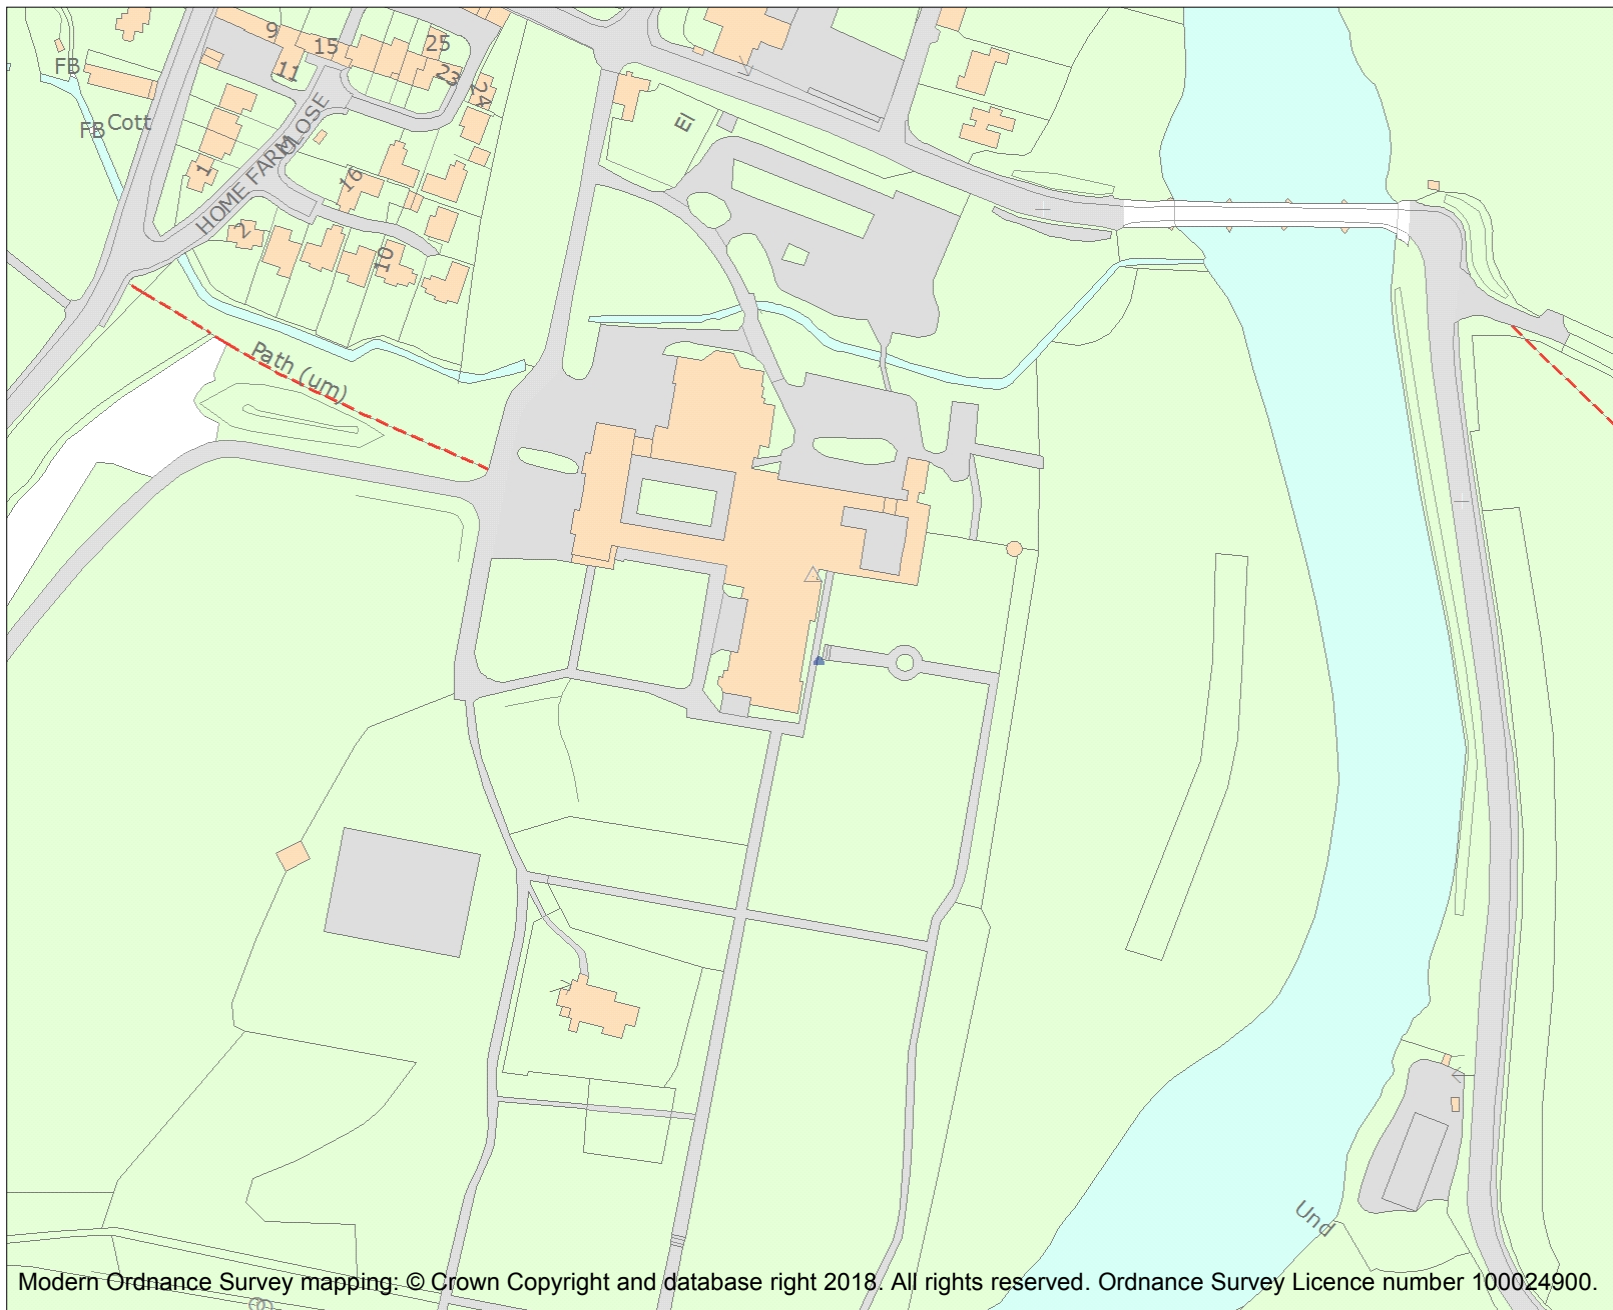 9
15
25
11
23
24
FB
FB
Cott
El
HOME FARM CLOSE
1
16
2
10
Path (um)
Und
Modern Ordnance Survey mapping: © Crown Copyright and database right 2018. All rights reserved. Ordnance Survey Licence number 100024900.